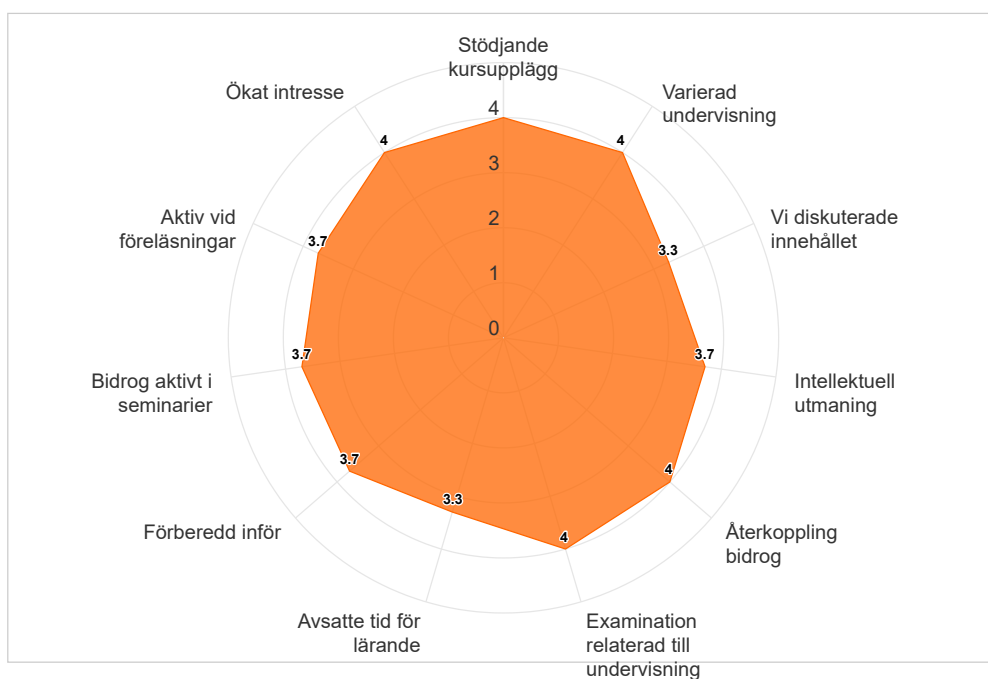 Stödjande
kursupplägg
Ökat intresse
Varierad
undervisning
4
4
4
3
Aktiv vid
föreläsningar
Vi diskuterade
innehållet
3.7
3.3
2
1
0
3.7
3.7
Bidrog aktivt i
seminarier
Intellektuell
utmaning
3.7
4
3.3
Förberedd inför
Återkoppling
bidrog
4
Avsatte tid för
lärande
Examination
relaterad till
undervisning